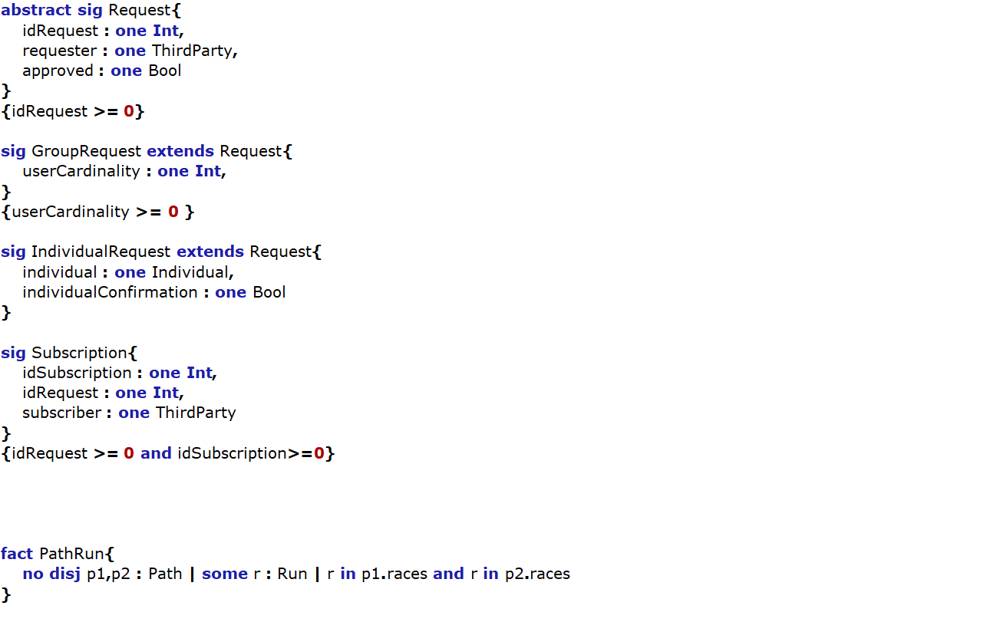 abstract sig Request{
idRequest : one Int,
requester : one ThirdParty,
approved : one Bool
}
{idRequest >= 0}
sig GroupRequest extends Request{
userCardinality : one Int,
}
{userCardinality >= 0 }
sig IndividualRequest extends Request{
individual : one Individual,
individualConfirmation : one Bool
}
sig Subscription{
idSubscription : one Int,
idRequest : one Int,
subscriber : one ThirdParty
}
{idRequest >= 0 and idSubscription>=0}
fact PathRun{
no disj p1,p2 : Path | some r : Run | r in p1.races and r in p2.races
}